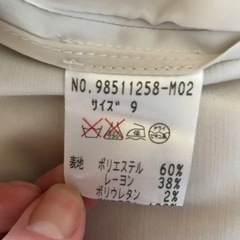 NO.98511258-M02
サイズ 9
表地 ポリエステル 60%
レーヨン 38%
ポリウレタン 2%